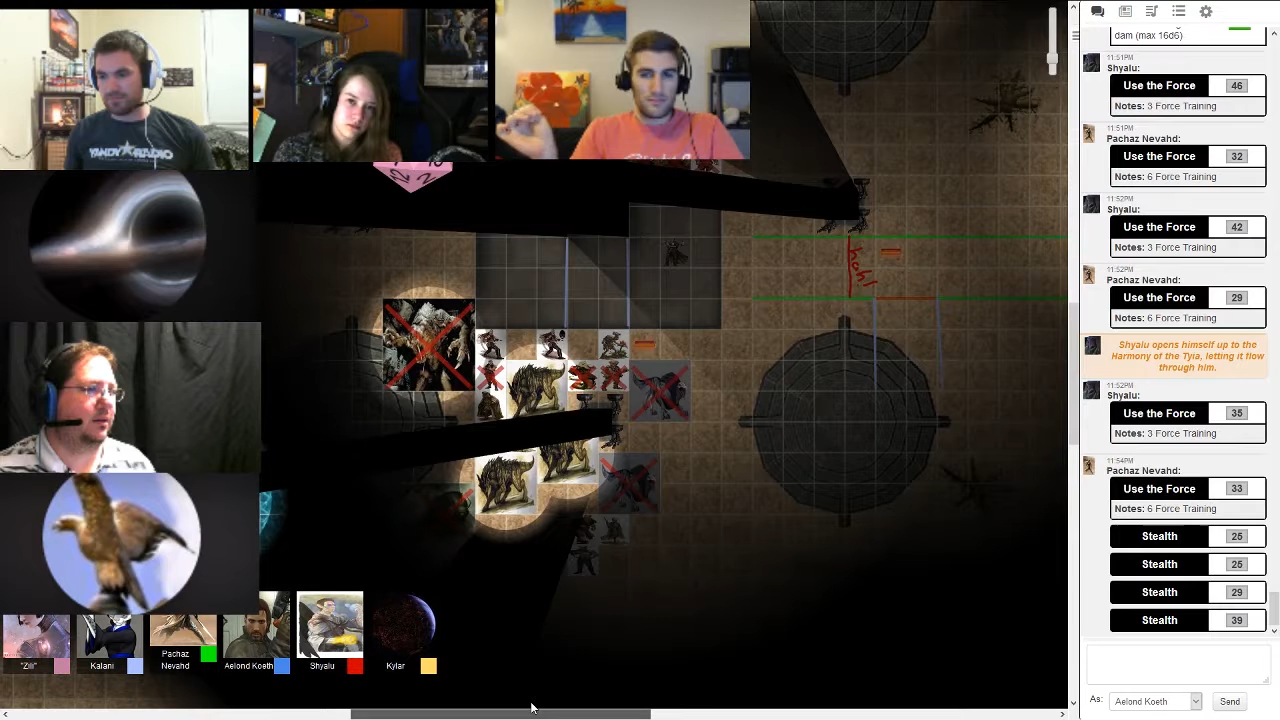 dam (max 16d6)
11:51PM
Shyalu:
Use the Force 46
Notes: 3 Force Training
11:51PM
Pachaz Nevahd:
Use the Force 32
Notes: 6 Force Training
11:52PM
Shyalu:
Use the Force 42
Notes: 3 Force Training
11:52PM
Pachaz Nevahd:
Use the Force 29
Notes: 6 Force Training
Shyalu opens himself up to the
Harmony of the Tyia, letting it flow
through him.
11:52PM
Shyalu:
Use the Force 35
Notes: 3 Force Training
11:54PM
Pachaz Nevahd:
Use the Force 33
Notes: 6 Force Training
Stealth 25
Stealth 25
Stealth 29
Stealth 39
As: Aelond Koeth Send
YANDY★RADIO
12
"Zili"
Kalani
Pachaz
Nevahd
Aelond Koeth
Shyalu
Kylar